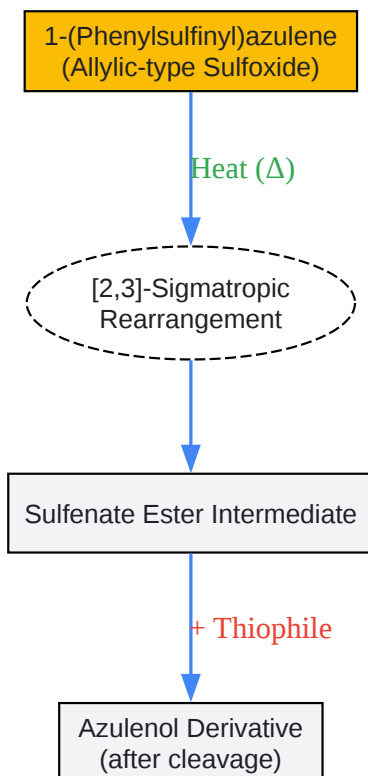 1-(Phenylsulfinyl)azulene
(Allylic-type Sulfoxide)
Heat (Δ)
[2,3]-Sigmatropic
Rearrangement
Sulfenate Ester Intermediate
+ Thiophile
Azulenol Derivative
(after cleavage)